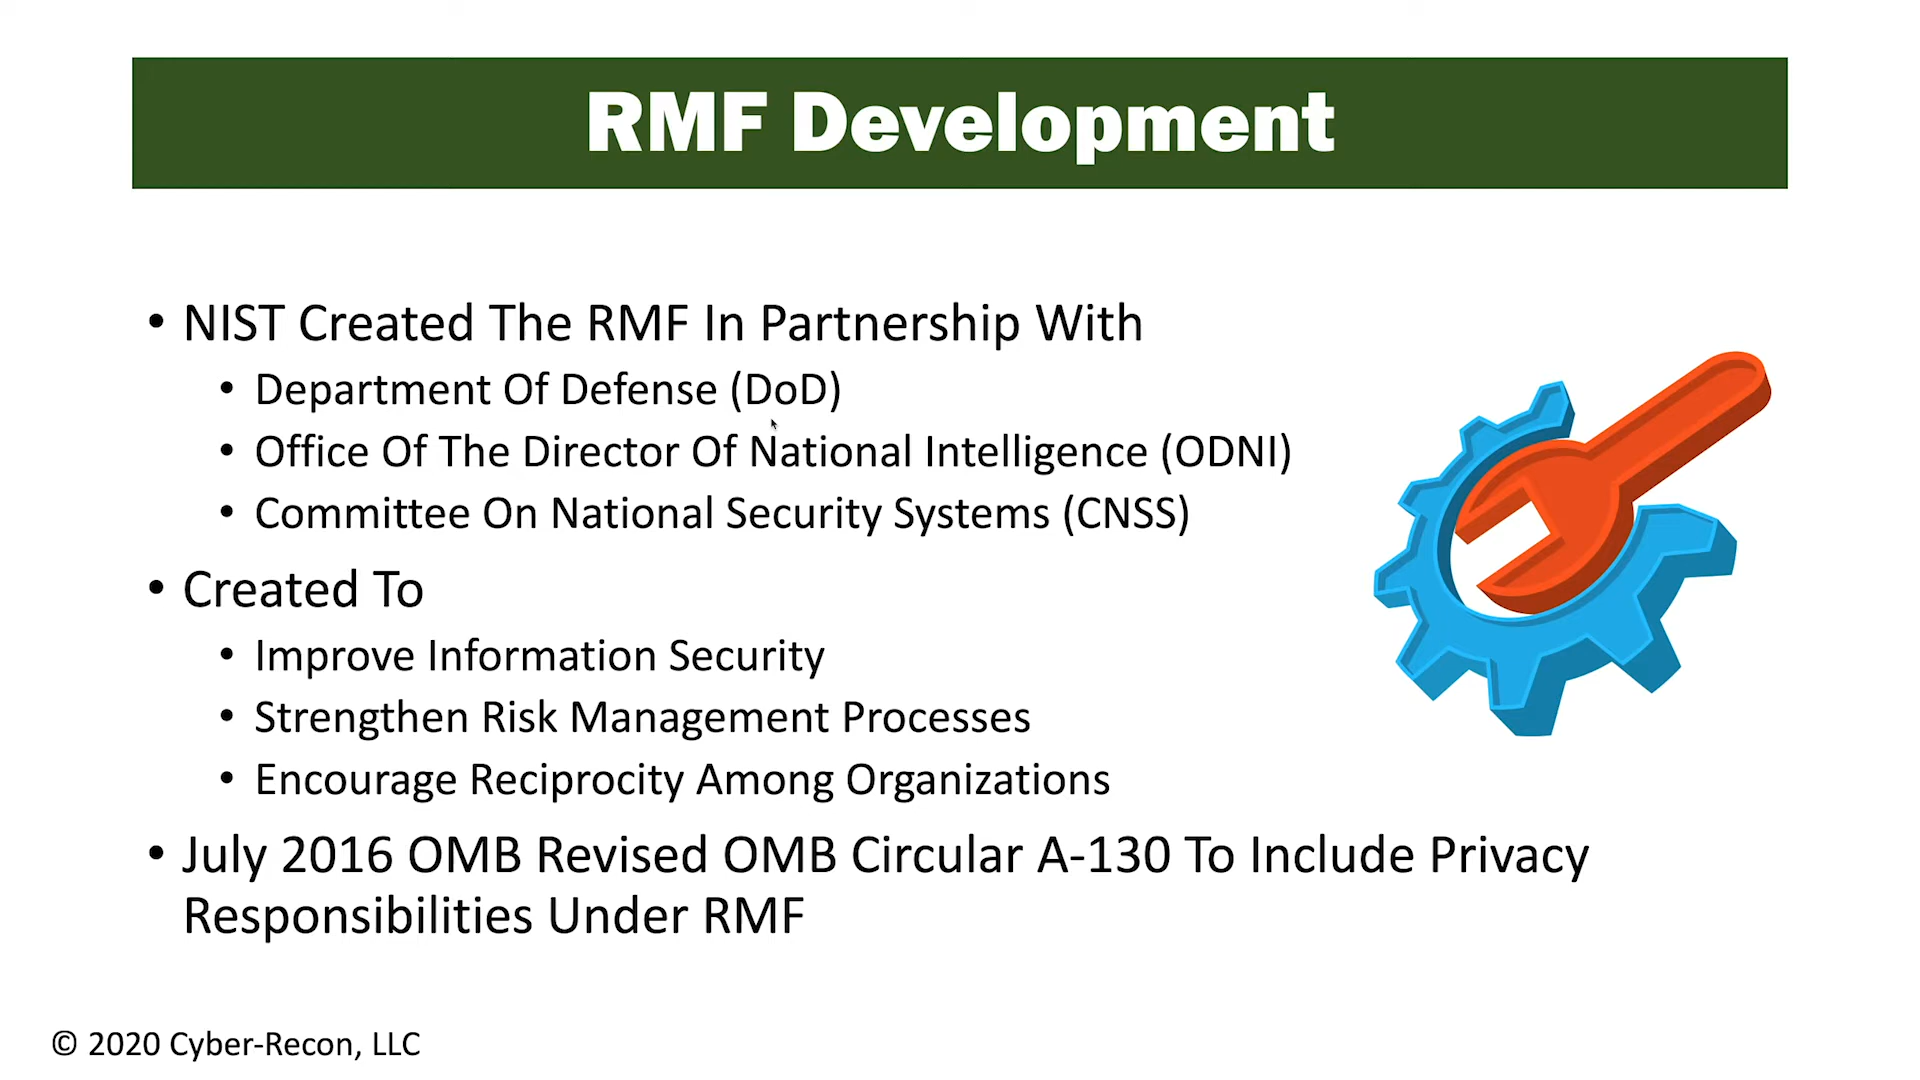 RMF Development
• NIST Created The RMF In Partnership With
• Department Of Defense (DoD)
• Office Of The Director Of National Intelligence (ODNI)
• Committee On National Security Systems (CNSS)
• Created To
• Improve Information Security
• Strengthen Risk Management Processes
• Encourage Reciprocity Among Organizations
• July 2016 OMB Revised OMB Circular A-130 To Include Privacy
Responsibilities Under RMF
© 2020 Cyber-Recon, LLC